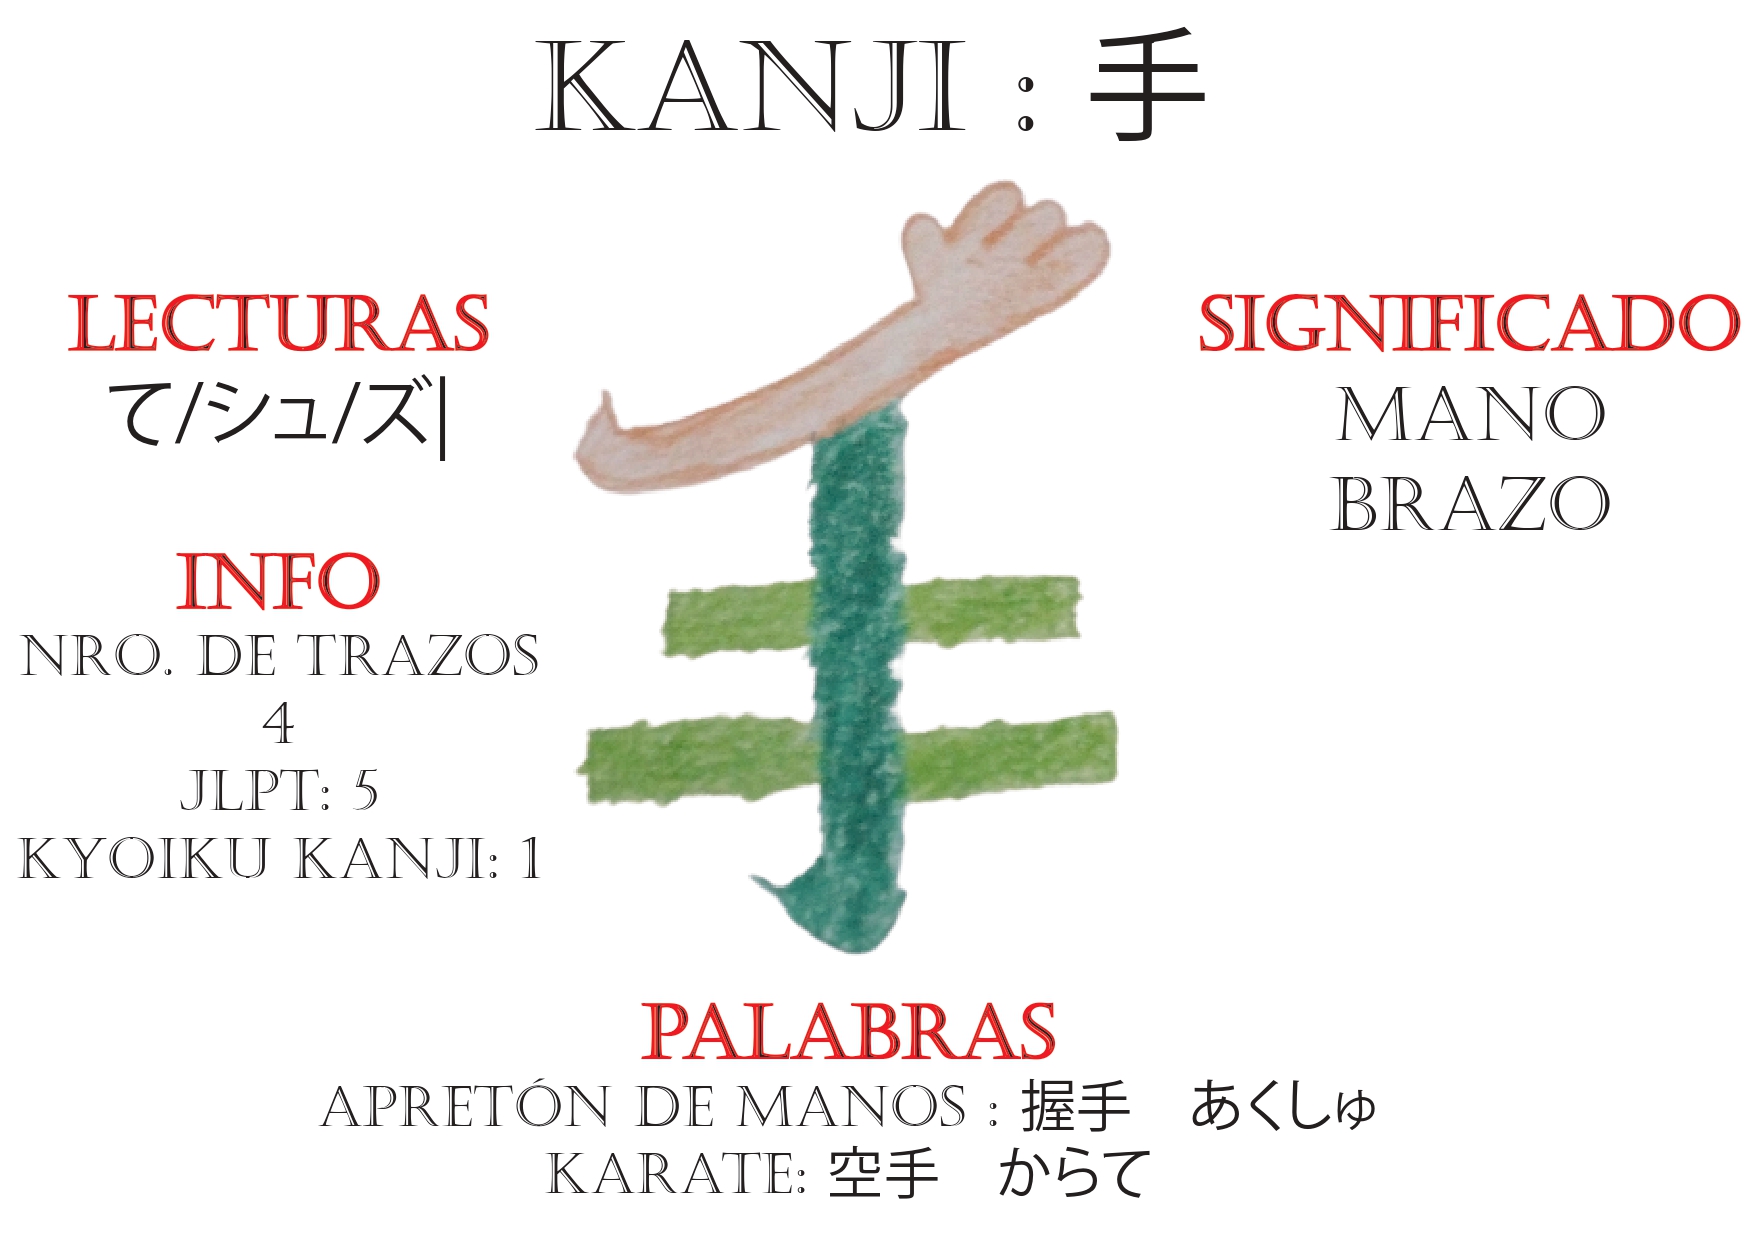 KANJI : 手
LECTURAS
て/シュ/ズ|
INFO
NRO. DE TRAZOS
4
JLPT: 5
KYOIKU KANJI: 1
SIGNIFICADO
MANO
BRAZO
PALABRAS
APRETÓN DE MANOS : 握手　あくしゅ
KARATE: 空手　からて